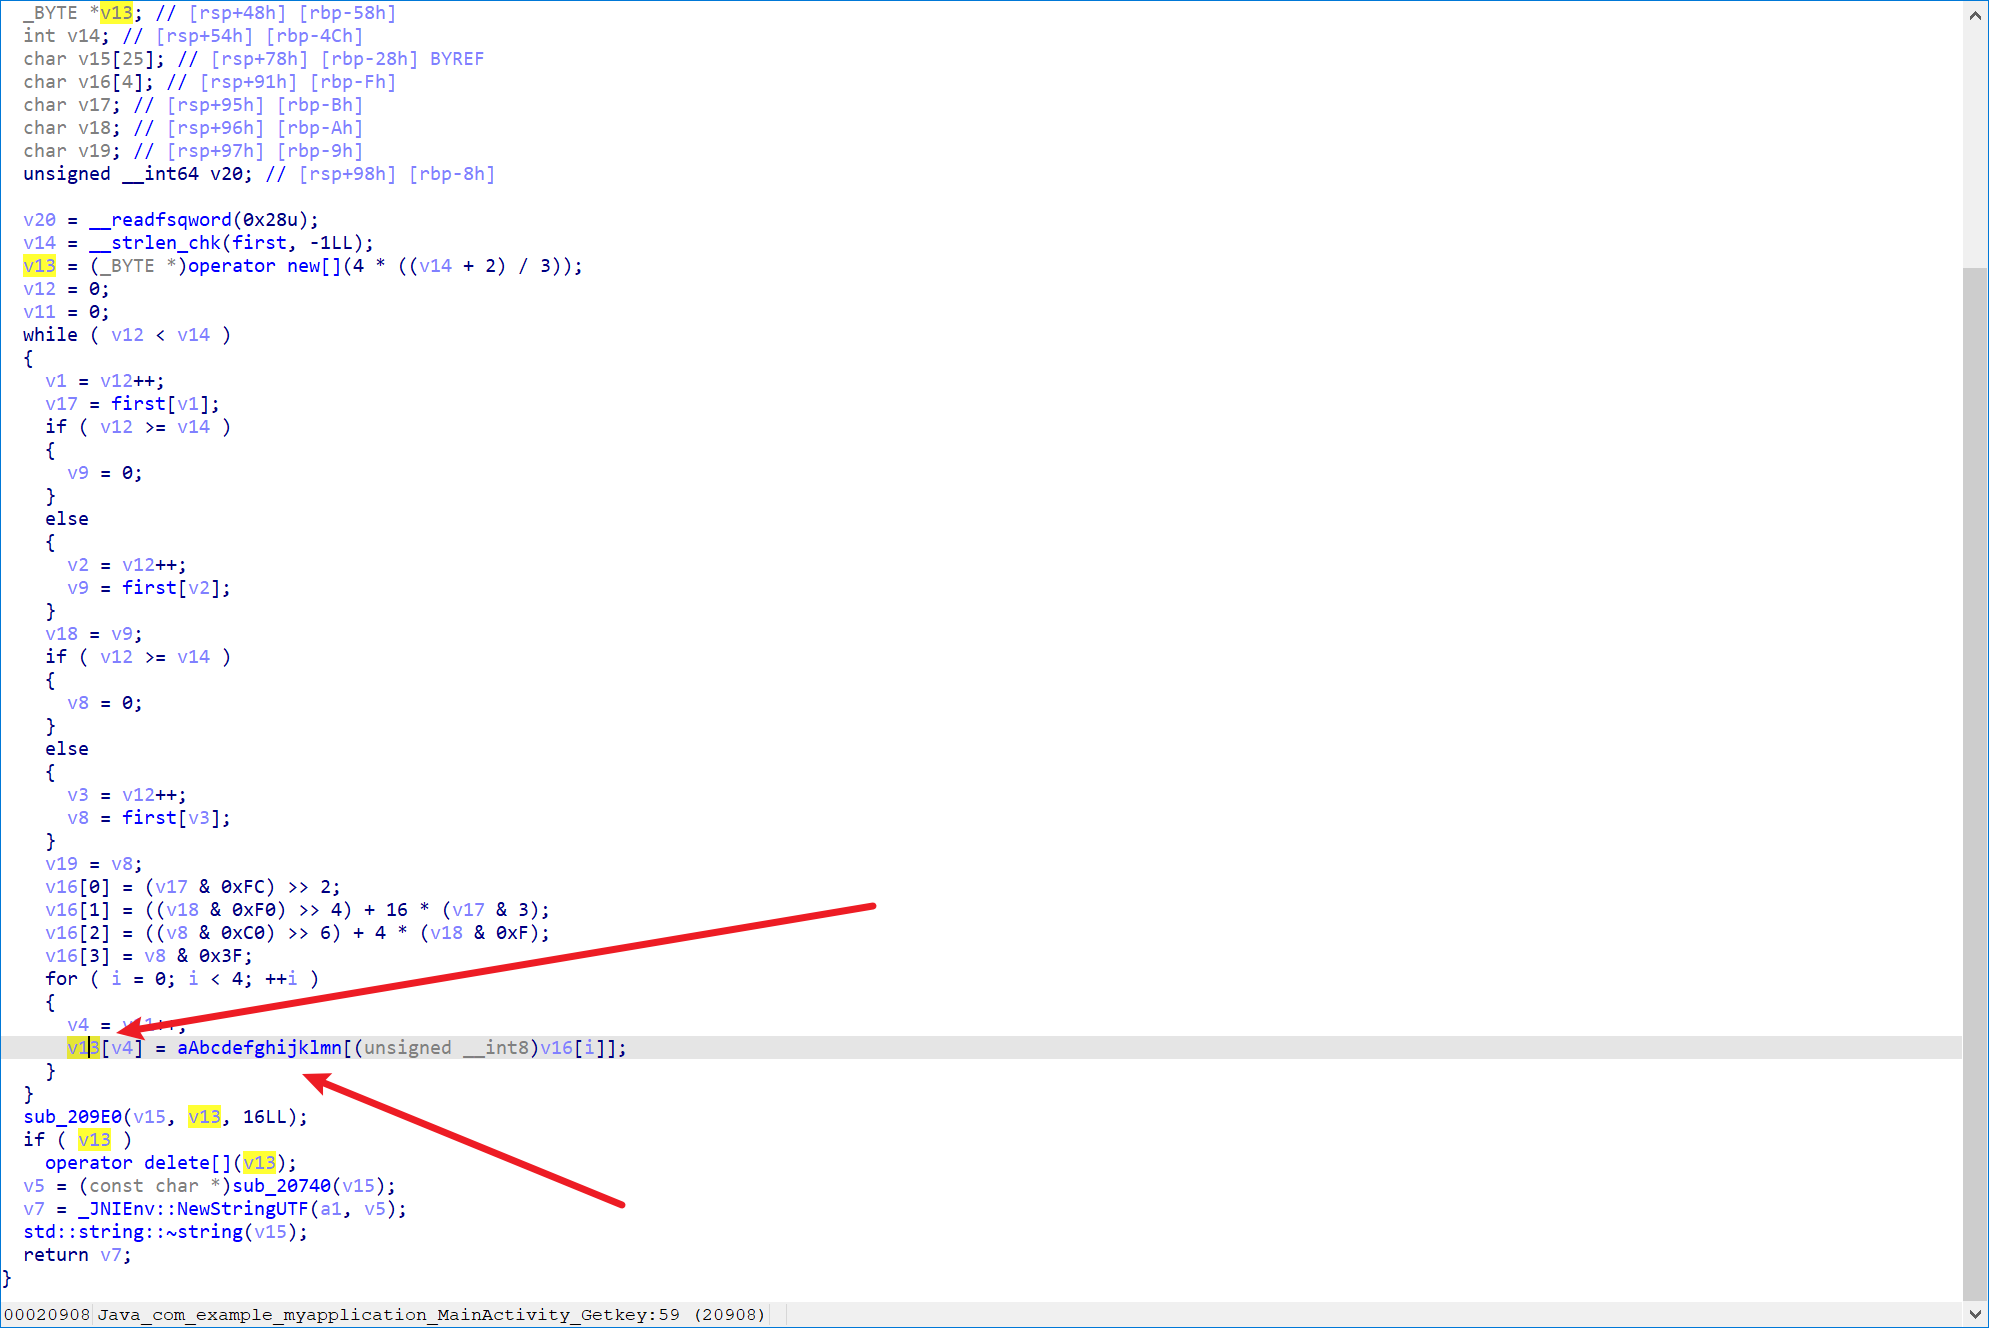 _BYTE *v13; // [rsp+48h] [rbp-58h]
int v14; // [rsp+54h] [rbp-4Ch]
char v15[25]; // [rsp+78h] [rbp-28h] BYREF
char v16[4]; // [rsp+91h] [rbp-Fh]
char v17; // [rsp+95h] [rbp-Bh]
char v18; // [rsp+96h] [rbp-Ah]
char v19; // [rsp+97h] [rbp-9h]
unsigned __int64 v20; // [rsp+98h] [rbp-8h]
v20 = __readfsqword(0x28u);
v14 = __strlen_chk(first, -1LL);
v13 = (_BYTE *)operator new[](4 * ((v14 + 2) / 3));
v12 = 0;
v11 = 0;
while ( v12 < v14 )
{
v1 = v12++;
v17 = first[v1];
if ( v12 >= v14 )
{
v9 = 0;
}
else
{
v2 = v12++;
v9 = first[v2];
}
v18 = v9;
if ( v12 >= v14 )
{
v8 = 0;
}
else
{
v3 = v12++;
v8 = first[v3];
}
v19 = v8;
v16[0] = (v17 & 0xFC) >> 2;
v16[1] = ((v18 & 0xF0) >> 4) + 16 * (v17 & 3);
v16[2] = ((v8 & 0xC0) >> 6) + 4 * (v18 & 0xF);
v16[3] = v8 & 0x3F;
for ( i = 0; i < 4; ++i )
{
v4 =
v13[v4] = aAbcdefghijklmn[(unsigned __int8)v16[i]];
}
}
sub_209E0(v15, v13, 16LL);
if ( v13 )
operator delete[](v13);
v5 = (const char *)sub_20740(v15);
v7 = _JNIEnv::NewStringUTF(a1, v5);
std::string::~string(v15);
return v7;
}
00020908 Java_com_example_myapplication_MainActivity_Getkey:59 (20908)